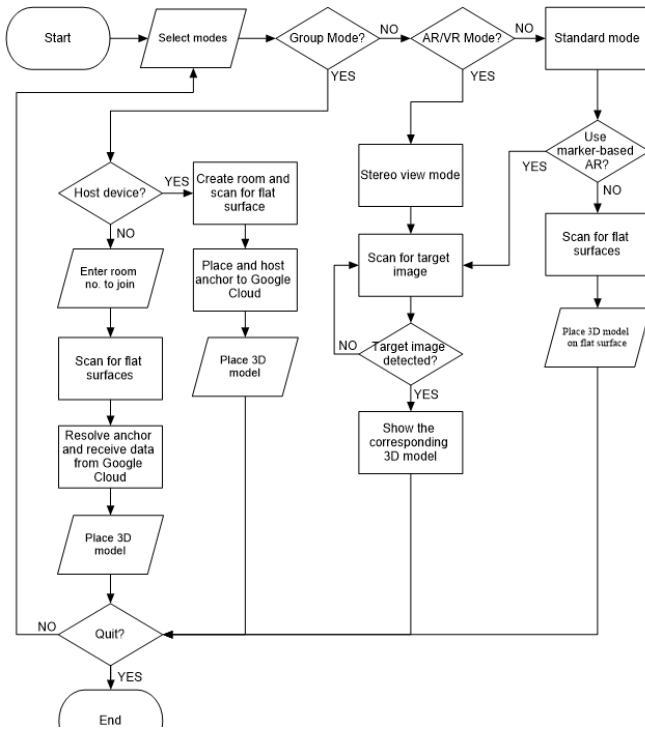 Start
Select modes
Group Mode?
NO
AR/VR Mode?
NO
Standard mode
YES
YES
Use
marker-based
AR?
YES
NO
Host device?
YES
Create room and
scan for flat
surface
Stereo view mode
NO
Enter room
no. to join
Place and host
anchor to Google
Cloud
Scan for target
image
Scan for flat
surfaces
Scan for flat
surfaces
Place 3D
model
NO
Target image
detected?
Place 3D model
on flat surface
YES
Resolve anchor
and receive data
from Google
Cloud
Show the
corresponding
3D model
Place 3D
model
NO
Quit?
YES
End